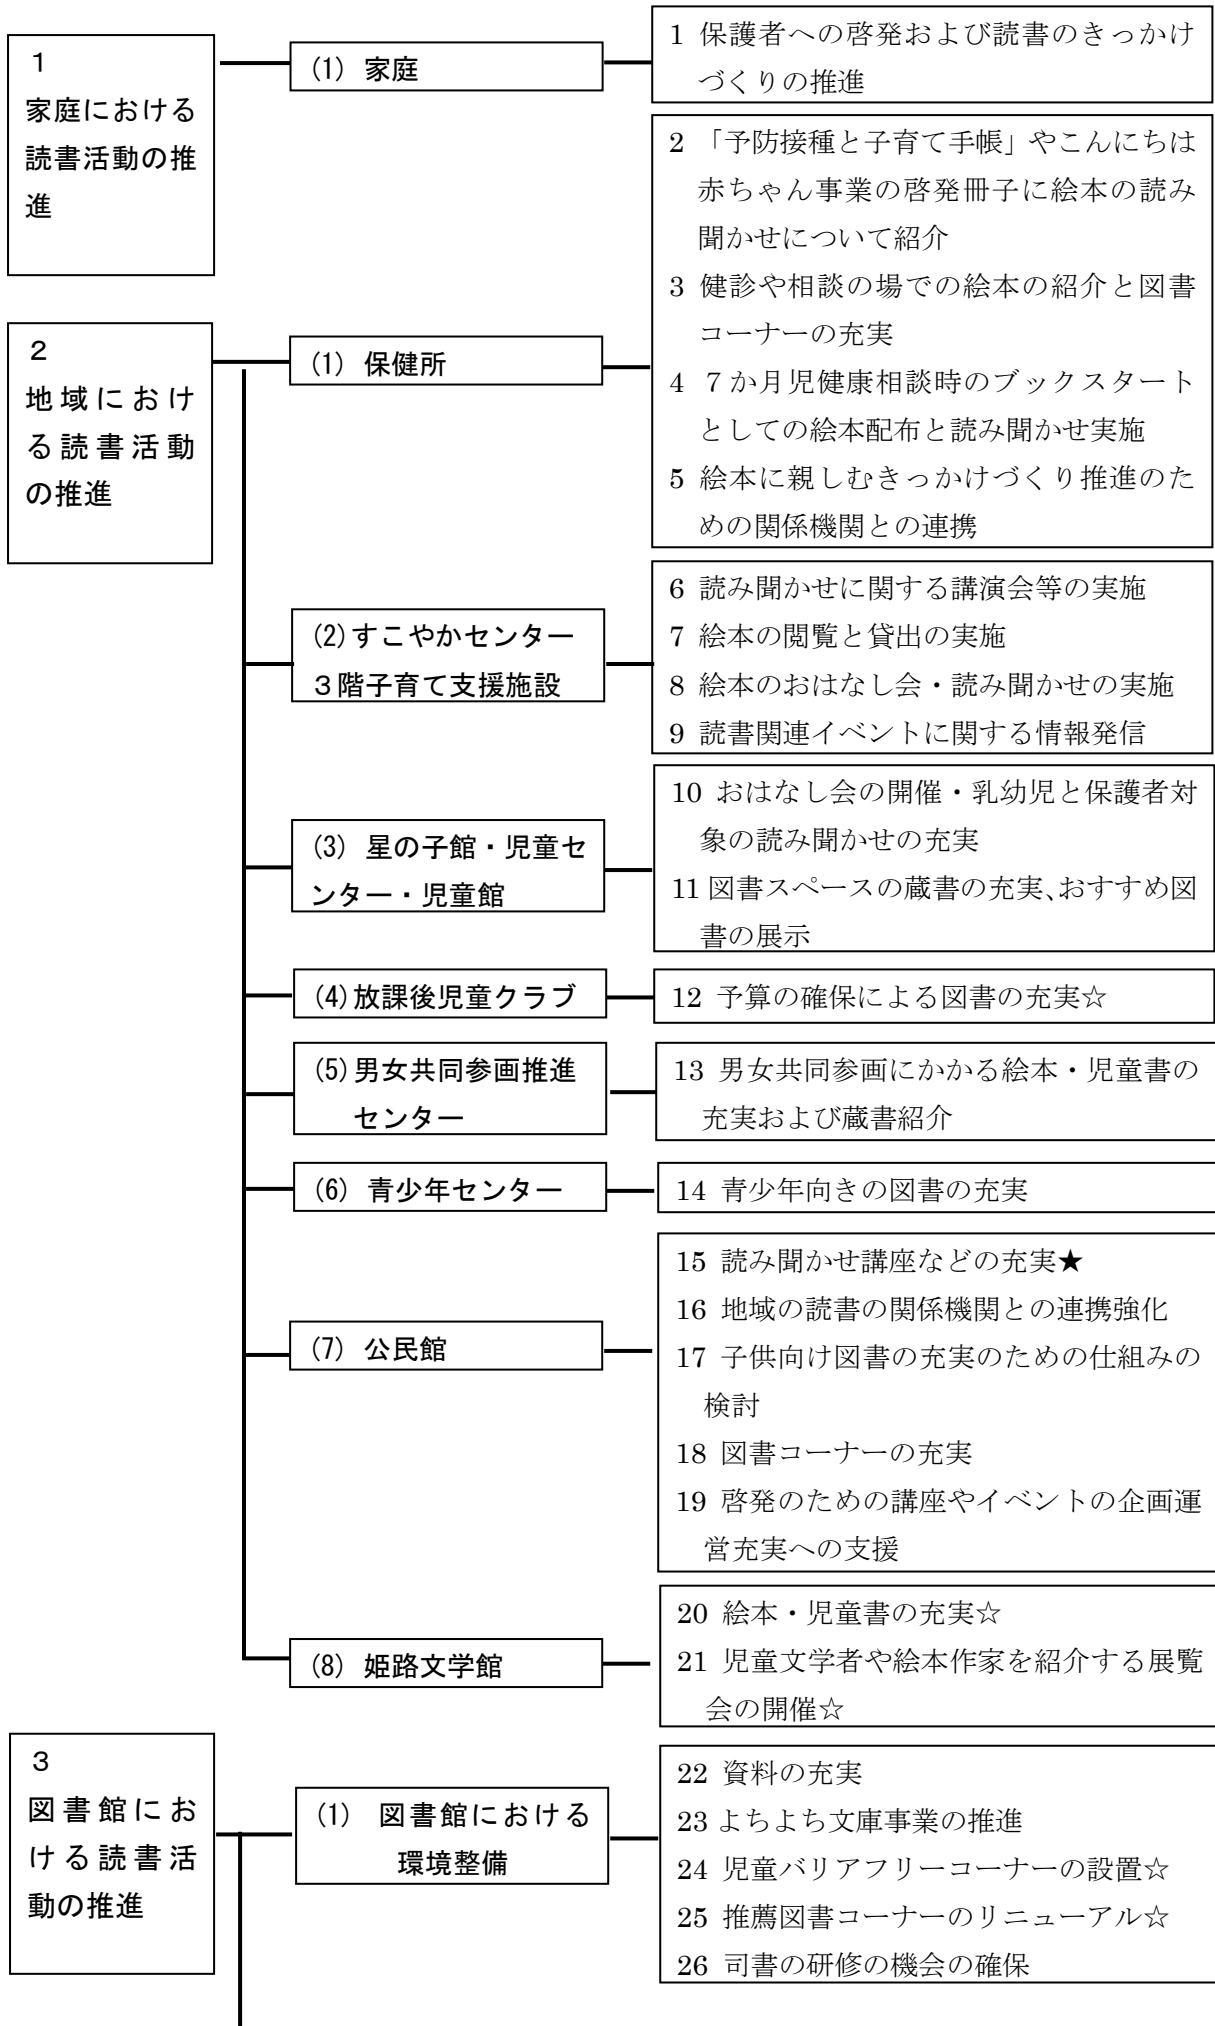 1
家庭における
読書活動の推
進
(1) 家庭
1 保護者への啓発および読書のきっかけ
づくりの推進
2
地域におけ
る読書活動
の推進
(1) 保健所
2 「予防接種と子育て手帳」やこんにちは
赤ちゃん事業の啓発冊子に絵本の読み
聞かせについて紹介
3 健診や相談の場での絵本の紹介と図書
コーナーの充実
4 ７か月児健康相談時のブックスタート
としての絵本配布と読み聞かせ実施
5 絵本に親しむきっかけづくり推進のた
めの関係機関との連携
(2)すこやかセンター
３階子育て支援施設
6 読み聞かせに関する講演会等の実施
7 絵本の閲覧と貸出の実施
8 絵本のおはなし会・読み聞かせの実施
9 読書関連イベントに関する情報発信
(3) 星の子館・児童セ
ンター・児童館
10 おはなし会の開催・乳幼児と保護者対
象の読み聞かせの充実
11 図書スペースの蔵書の充実、おすすめ図
書の展示
(4)放課後児童クラブ
12 予算の確保による図書の充実☆
(5)男女共同参画推進
センター
13 男女共同参画にかかる絵本・児童書の
充実および蔵書紹介
(6) 青少年センター
14 青少年向きの図書の充実
(7) 公民館
15 読み聞かせ講座などの充実★
16 地域の読書の関係機関との連携強化
17 子供向け図書の充実のための仕組みの
検討
18 図書コーナーの充実
19 啓発のための講座やイベントの企画運
営充実への支援
(8) 姫路文学館
20 絵本・児童書の充実☆
21 児童文学者や絵本作家を紹介する展覧
会の開催☆
3
図書館にお
ける読書活
動の推進
(1) 図書館における
環境整備
22 資料の充実
23 よちよち文庫事業の推進
24 児童バリアフリーコーナーの設置☆
25 推薦図書コーナーのリニューアル☆
26 司書の研修の機会の確保